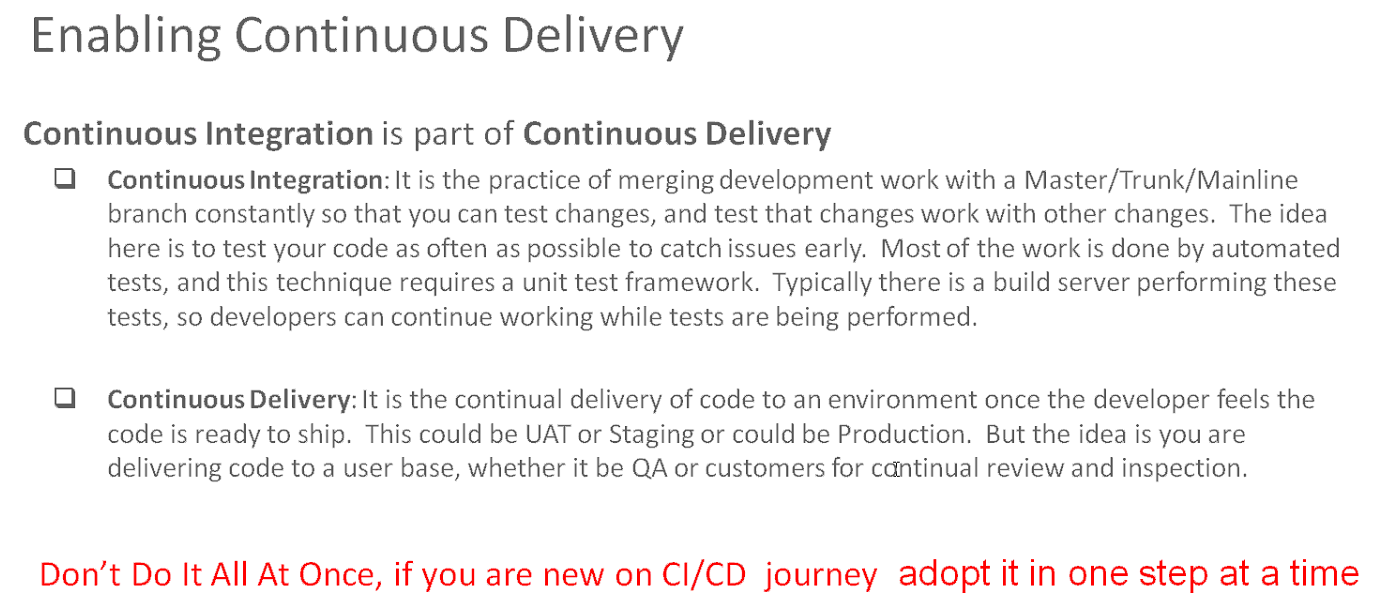 Enabling Continuous Delivery
Continuous Integration is part of Continuous Delivery
Continuous Integration: It is the practice of merging development work with a Master/Trunk/Mainline
branch constantly so that you can test changes, and test that changes work with other changes.  The idea
here is to test your code as often as possible to catch issues early.  Most of the work is done by automated
tests, and this technique requires a unit test framework.  Typically there is a build server performing these
tests, so developers can continue working while tests are being performed.
Continuous Delivery: It is the continual delivery of code to an environment once the developer feels the
code is ready to ship.  This could be UAT or Staging or could be Production.  But the idea is you are
delivering code to a user base, whether it be QA or customers for continual review and inspection.
Don't Do It All At Once, if you are new on CI/CD  journey  adopt it in one step at a time